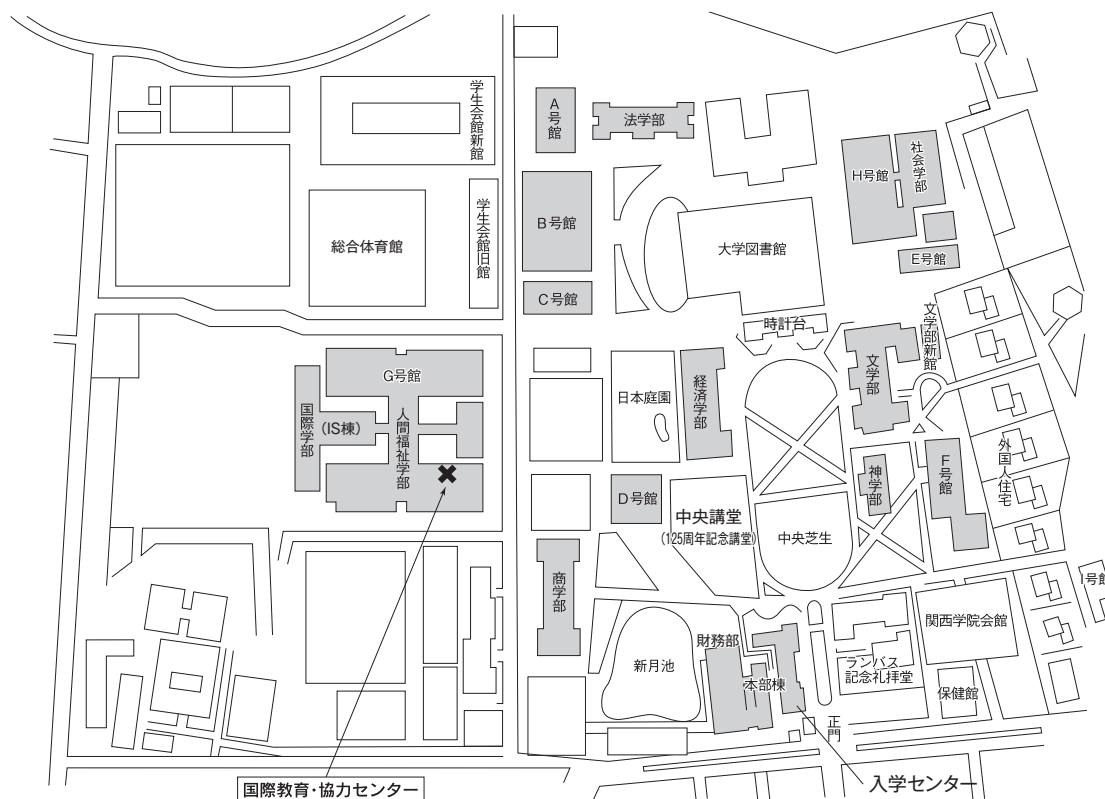 学生会館新館
A号館
法学部
社会学部
H号館
学生会館旧館
B号館
総合体育館
大学図書館
E号館
C号館
時計台
文学部新館
文学部
G号館
国際学部
(IS棟)
人間福祉学部
日本庭園
経済学部
外国人住宅
F号館
神学部
D号館
中央講堂
(125周年記念講堂)
中央芝生
商学部
I号館
関西学院会館
財務部
新月池
ランバス
記念礼拝堂
本部棟
保健館
正門
国際教育・協力センター
入学センター